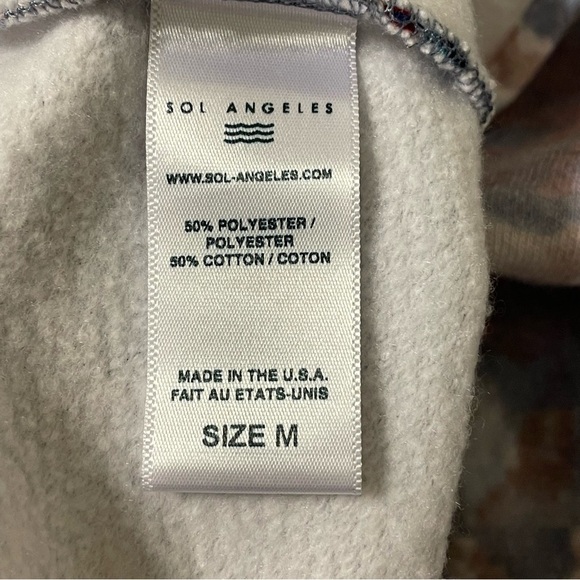 SOL ANGELES
WWW.SOL-ANGELES.COM
50% POLYESTER /
POLYESTER
50% COTTON / COTON
MADE IN THE U.S.A.
FAIT AU ETATS-UNIS
SIZE M